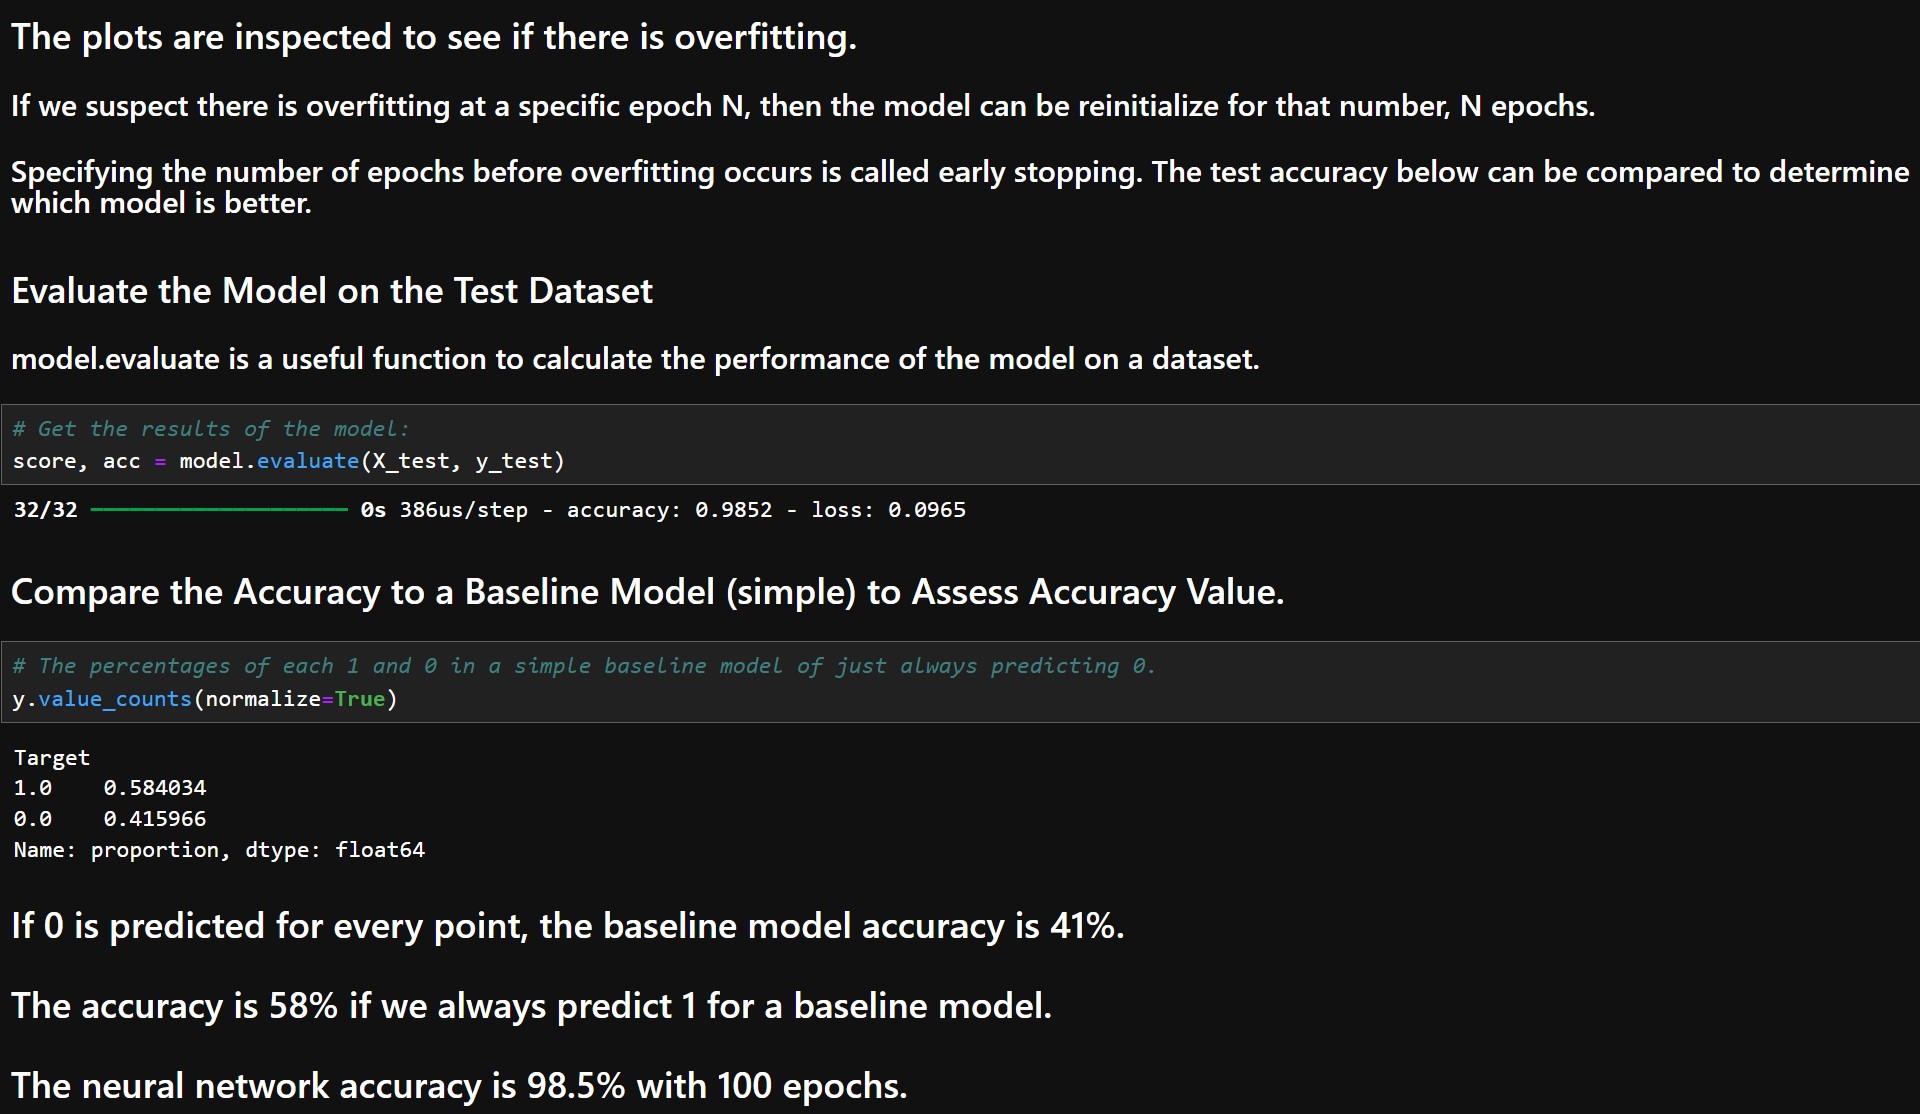 The plots are inspected to see if there is overfitting.
If we suspect there is overfitting at a specific epoch N, then the model can be reinitialize for that number, N epochs.
Specifying the number of epochs before overfitting occurs is called early stopping. The test accuracy below can be compared to determine
which model is better.
Evaluate the Model on the Test Dataset
model.evaluate is a useful function to calculate the performance of the model on a dataset.
# Get the results of the model:
score, acc = model.evaluate(X_test, y_test)
32/32 ━━━━━━━━━━━━━━━━━━━━ 0s 386us/step - accuracy: 0.9852 - loss: 0.0965
Compare the Accuracy to a Baseline Model (simple) to Assess Accuracy Value.
# The percentages of each 1 and 0 in a simple baseline model of just always predicting 0.
y.value_counts(normalize=True)
Target
1.0    0.584034
0.0    0.415966
Name: proportion, dtype: float64
If 0 is predicted for every point, the baseline model accuracy is 41%.
The accuracy is 58% if we always predict 1 for a baseline model.
The neural network accuracy is 98.5% with 100 epochs.